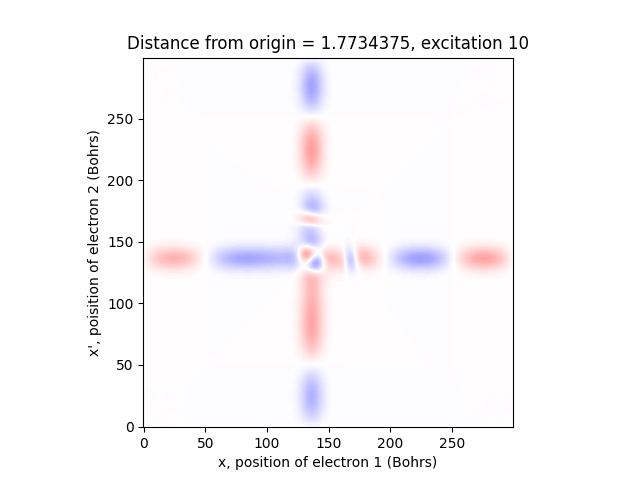 Distance from origin = 1.7734375, excitation 10
x', poisition of electron 2 (Bohrs)
250
200
150
100
50
0
0 50 100 150 200 250
x, position of electron 1 (Bohrs)